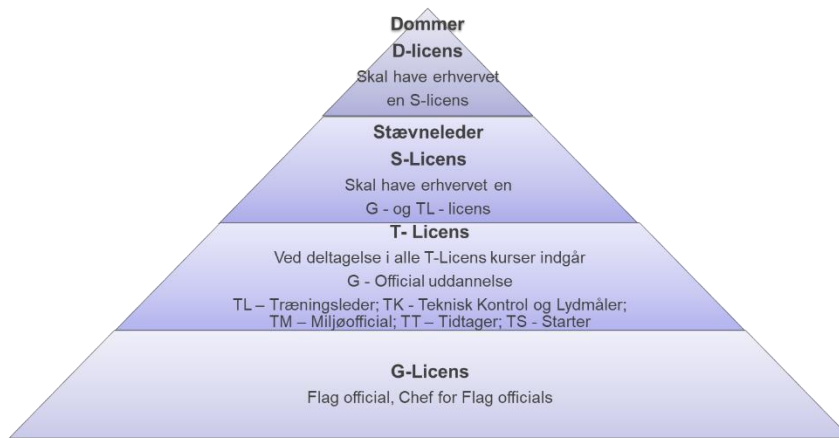 Dommer
D-licens
Skal have erhvervet
en S-licens
Stævneleder
S-Licens
Skal have erhvervet en
G - og TL - licens
T- Licens
Ved deltagelse i alle T-Licens kurser indgår
G - Official uddannelse
TL – Træningsleder; TK - Teknisk Kontrol og Lydmåler;
TM – Miljøofficial; TT – Tidtager; TS - Starter
G-Licens
Flag official, Chef for Flag officials